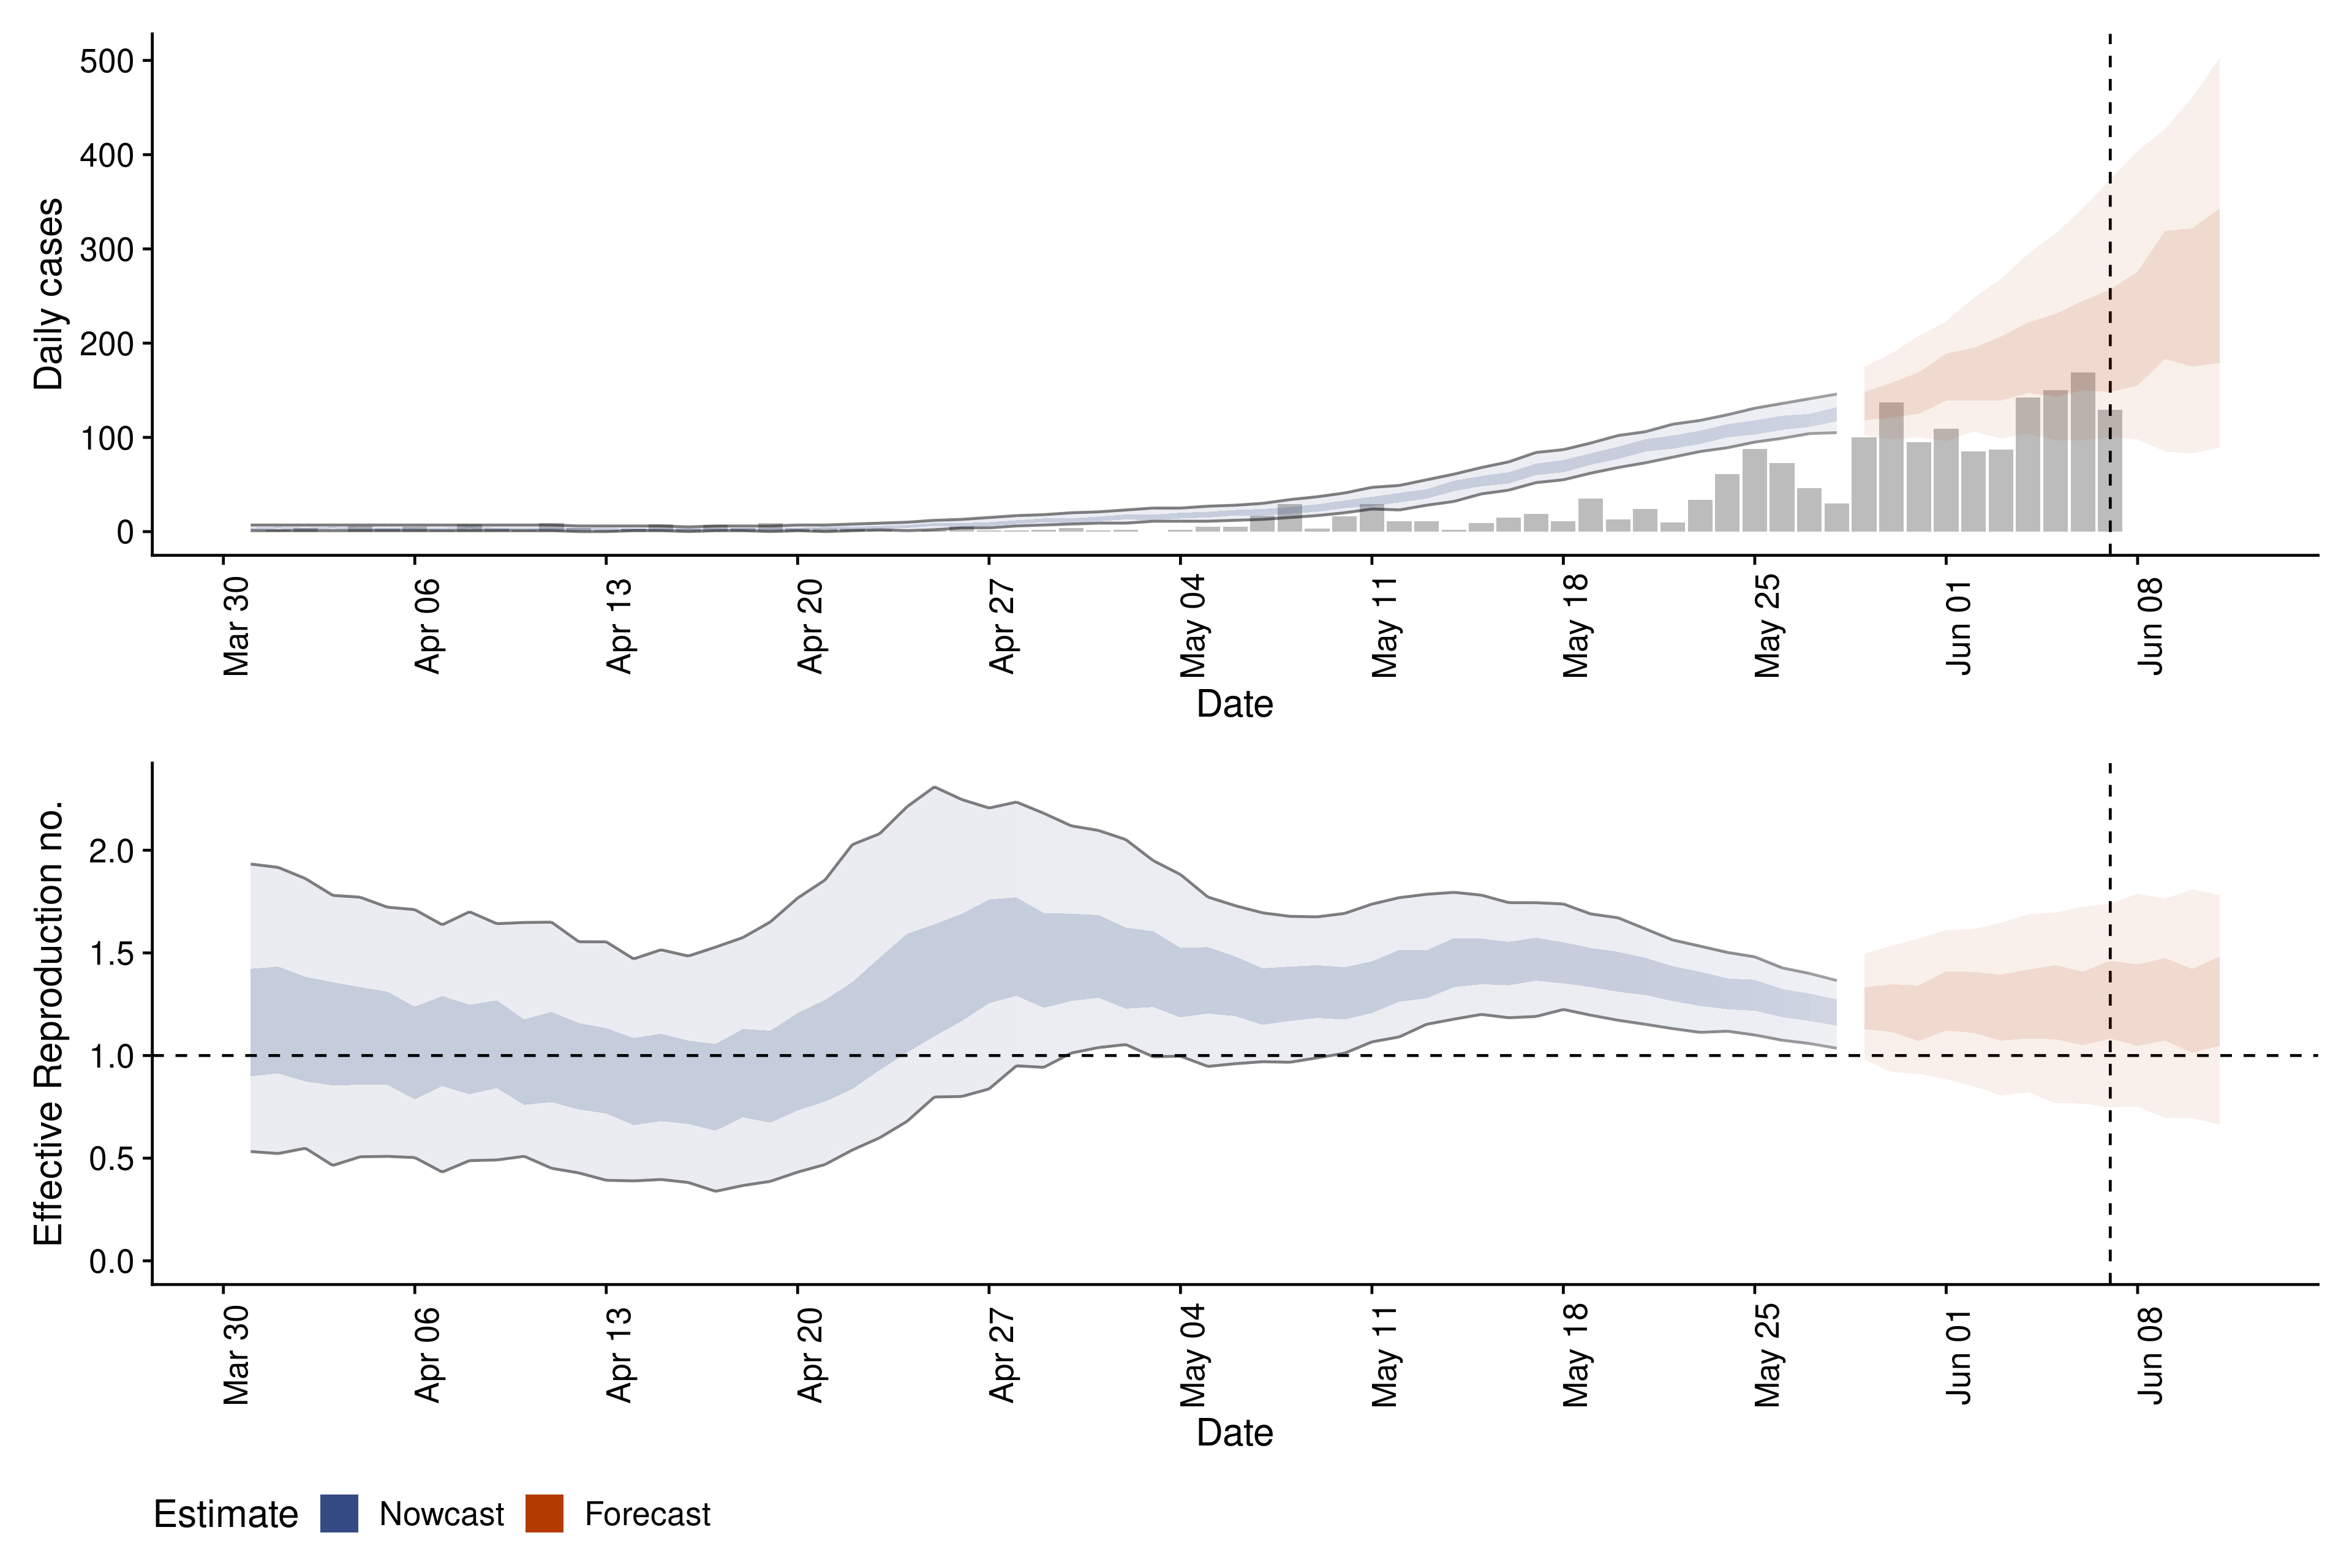 Daily cases
500
400
300
200
100
0
Mar 30
Apr 06
Apr 13
Apr 20
Apr 27
May 04
May 11
May 18
May 25
Jun 01
Jun 08
Date
Effective Reproduction no.
2.0
1.5
1.0
0.5
0.0
Mar 30
Apr 06
Apr 13
Apr 20
Apr 27
May 04
May 11
May 18
May 25
Jun 01
Jun 08
Date
Estimate Nowcast Forecast